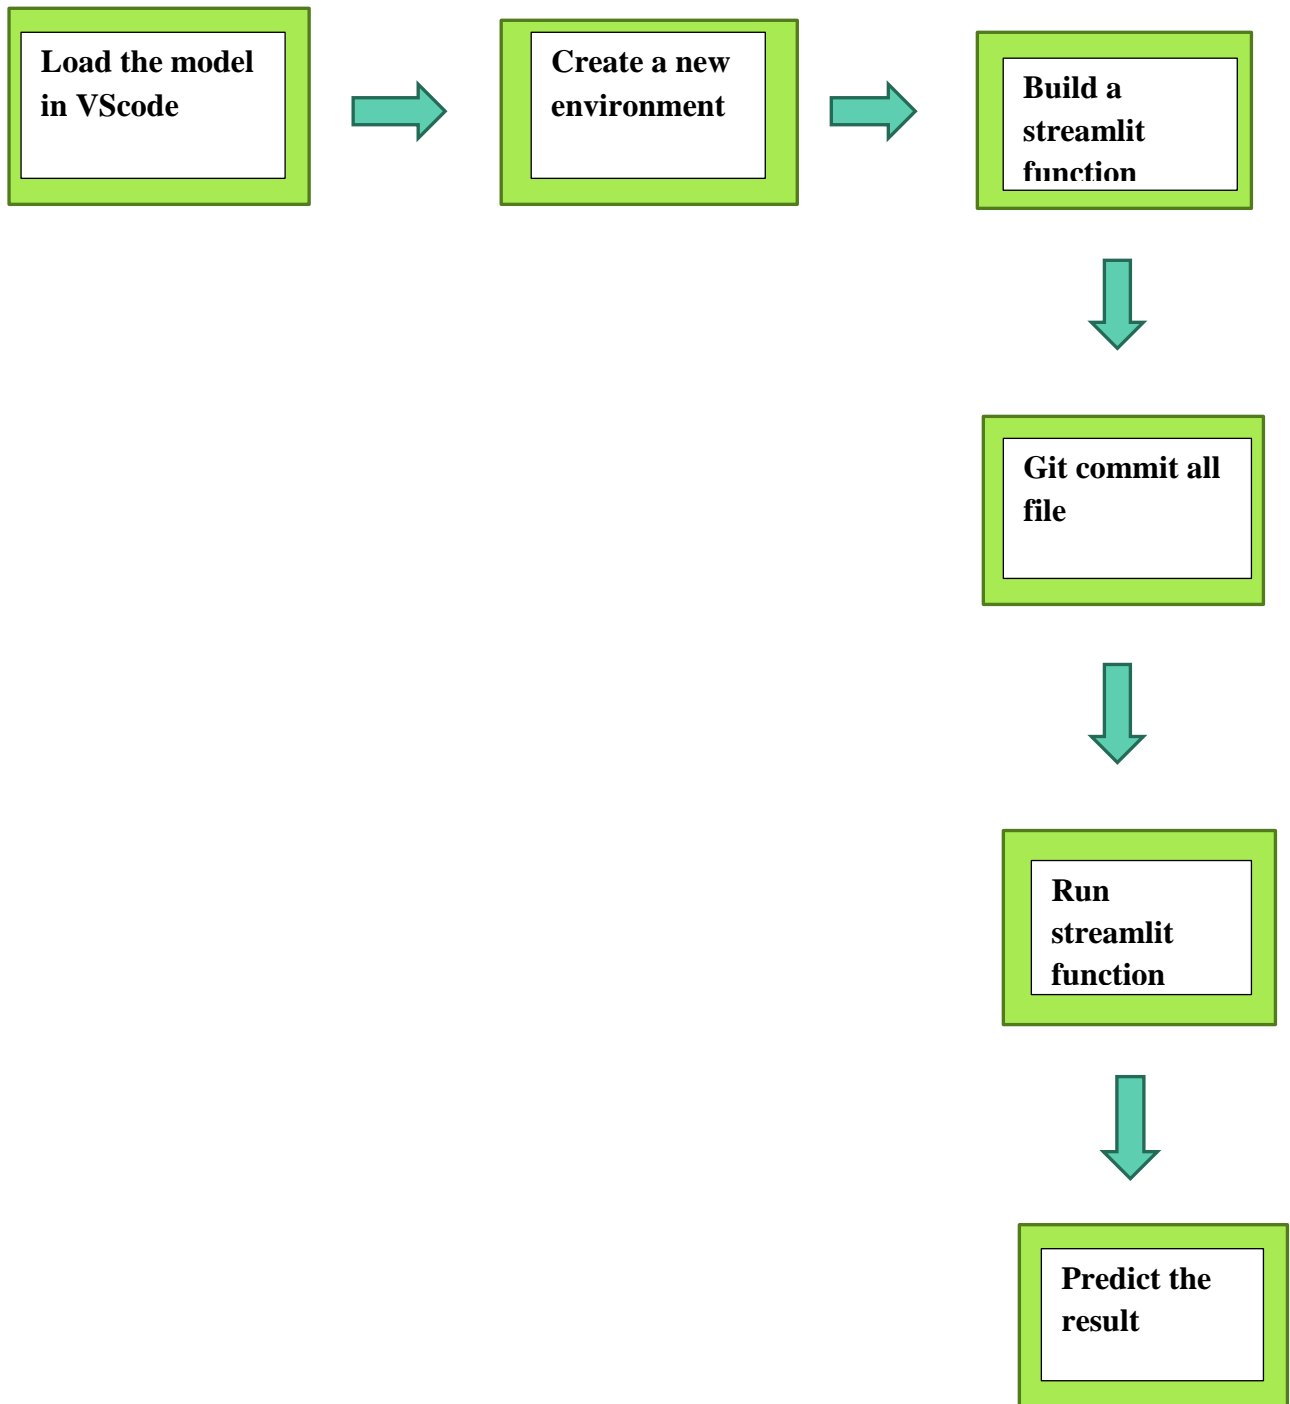 Load the model
in VScode
Create a new
environment
Build a
streamlit
function
Git commit all
file
Run
streamlit
function
Predict the
result